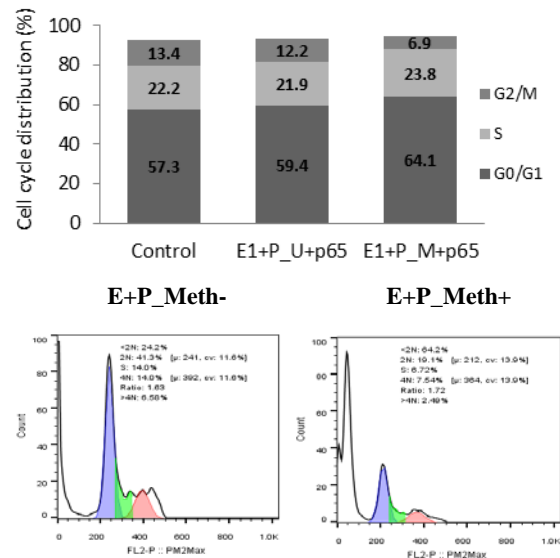 100
80
60
40
20
0
Cell cycle distribution (%)
13.4
22.2
57.3
12.2
21.9
59.4
6.9
23.8
64.1
G2/M
S
G0/G1
Control
E1+P_U+p65
E1+P_M+p65
E+P_Meth-
E+P_Meth+
100
80
60
40
20
0
Count
<2N: 24.2%
2N: 41.3% [µ: 241, cv: 11.6%]
S: 14.0%
4N: 14.0% [µ: 392, cv: 11.6%]
Ratio: 1.63
>4N: 6.58%
0 200 400 600 800 1.0K
FL2-P :: PM2Max
100
80
60
40
20
0
Count
<2N: 64.2%
2N: 19.1% [µ: 212, cv: 13.9%]
S: 6.72%
4N: 7.54% [µ: 364, cv: 13.9%]
Ratio: 1.72
>4N: 2.49%
0 200 400 600 800 1.0K
FL2-P :: PM2Max